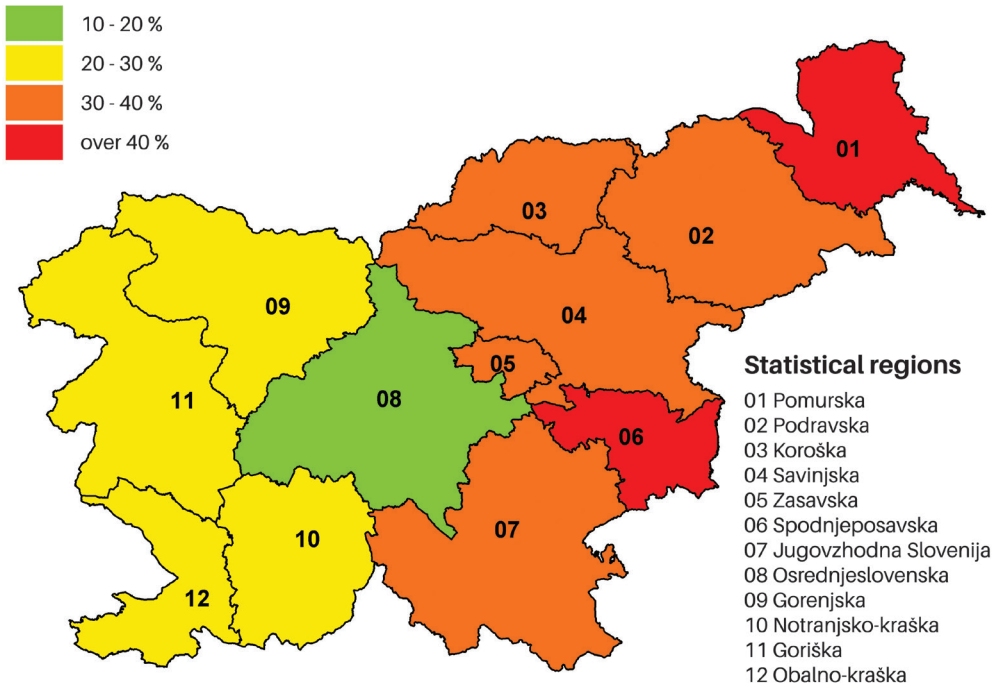 10 - 20 %
20 - 30 %
30 - 40 %
over 40 %
01
03
02
09
04
05
11
08
06
07
10
12
Statistical regions
01 Pomurska
02 Podravska
03 Koroška
04 Savinjska
05 Zasavska
06 Spodnjeposavska
07 Jugovzhodna Slovenija
08 Osrednjeslovenska
09 Gorenjska
10 Notranjsko-kraška
11 Goriška
12 Obalno-kraška